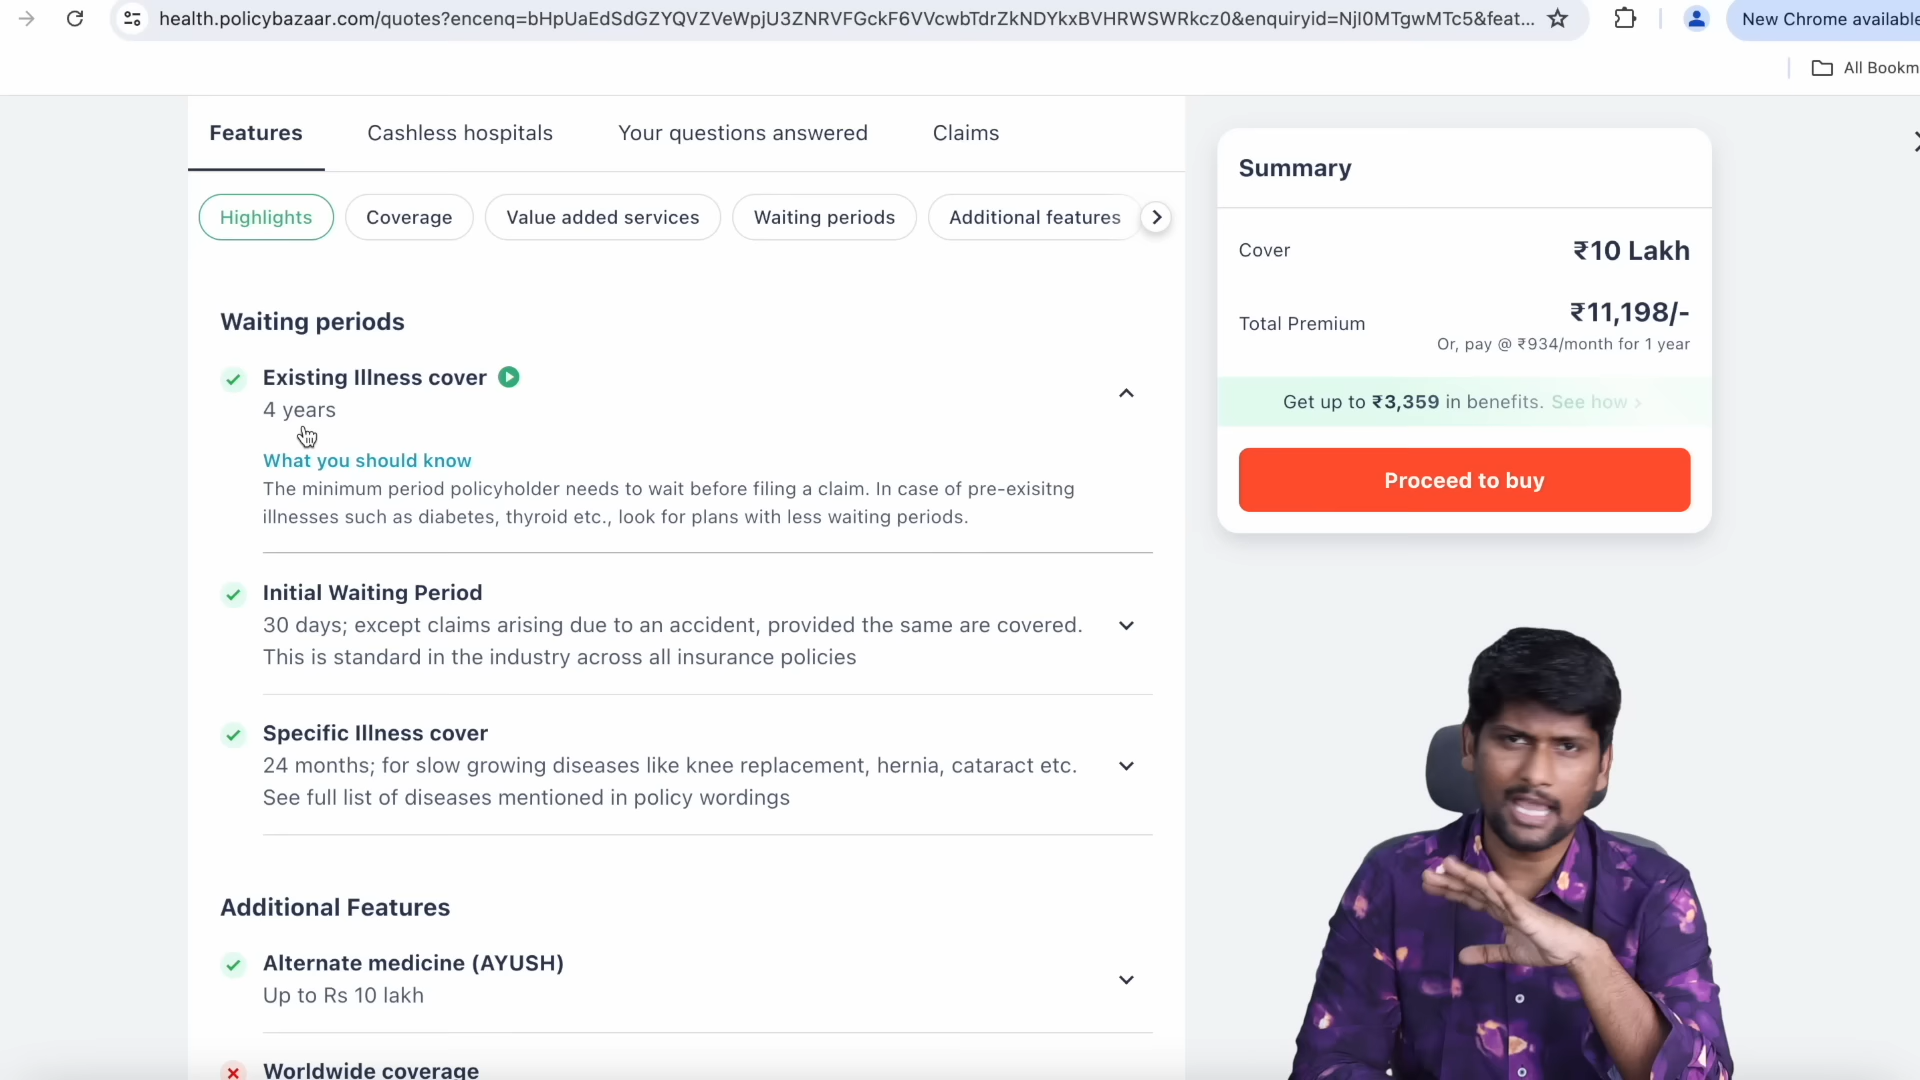 health.policybazaar.com/quotes?encenq=bHpUaEdSdGZYQVZVeWpjU3ZNRVFGckF6VVcwbTdrZkNDYkxBVHRWSWRkcz0&enquiryid=NjI0MTgwMTc5&feat...
New Chrome available
All Bookm
Features
Cashless hospitals
Your questions answered
Claims
Highlights
Coverage
Value added services
Waiting periods
Additional features
Waiting periods
Existing Illness cover
4 years
What you should know
The minimum period policyholder needs to wait before filing a claim. In case of pre-exisitng
illnesses such as diabetes, thyroid etc., look for plans with less waiting periods.
Initial Waiting Period
30 days; except claims arising due to an accident, provided the same are covered.
This is standard in the industry across all insurance policies
Specific Illness cover
24 months; for slow growing diseases like knee replacement, hernia, cataract etc.
See full list of diseases mentioned in policy wordings
Additional Features
Alternate medicine (AYUSH)
Up to Rs 10 lakh
Worldwide coverage
Summary
Cover
₹10 Lakh
Total Premium
₹11,198/-
Or, pay @ ₹934/month for 1 year
Get up to ₹3,359 in benefits. See how >
Proceed to buy